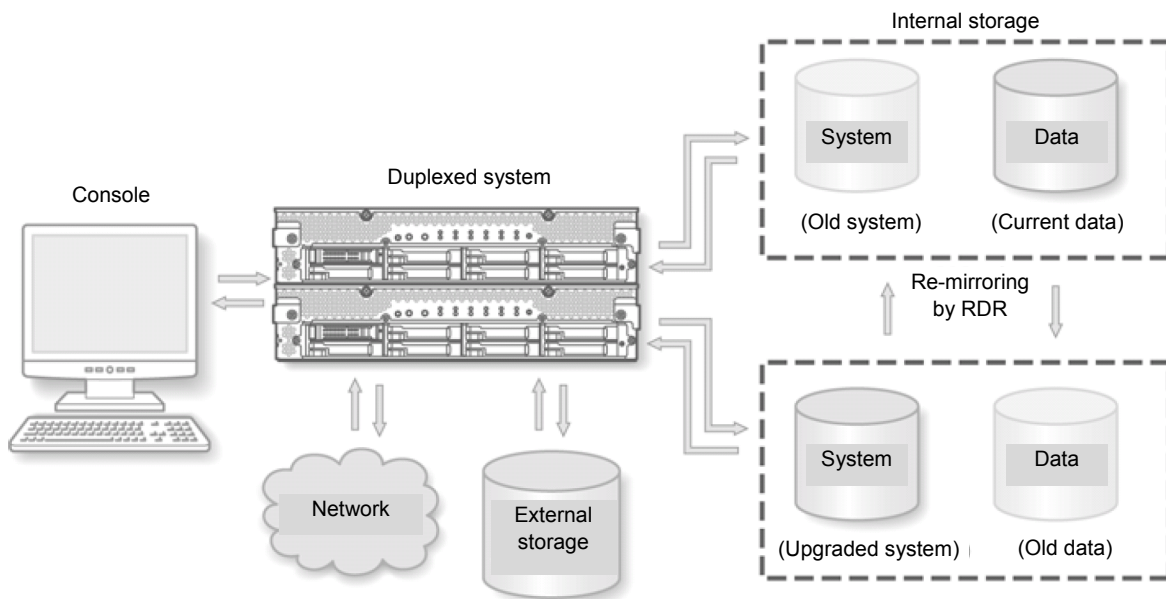 Internal storage
System
Data
(Old system)
(Current data)
Console
Duplexed system
Re-mirroring
by RDR
System
Data
(Upgraded system)
(Old data)
Network
External
storage